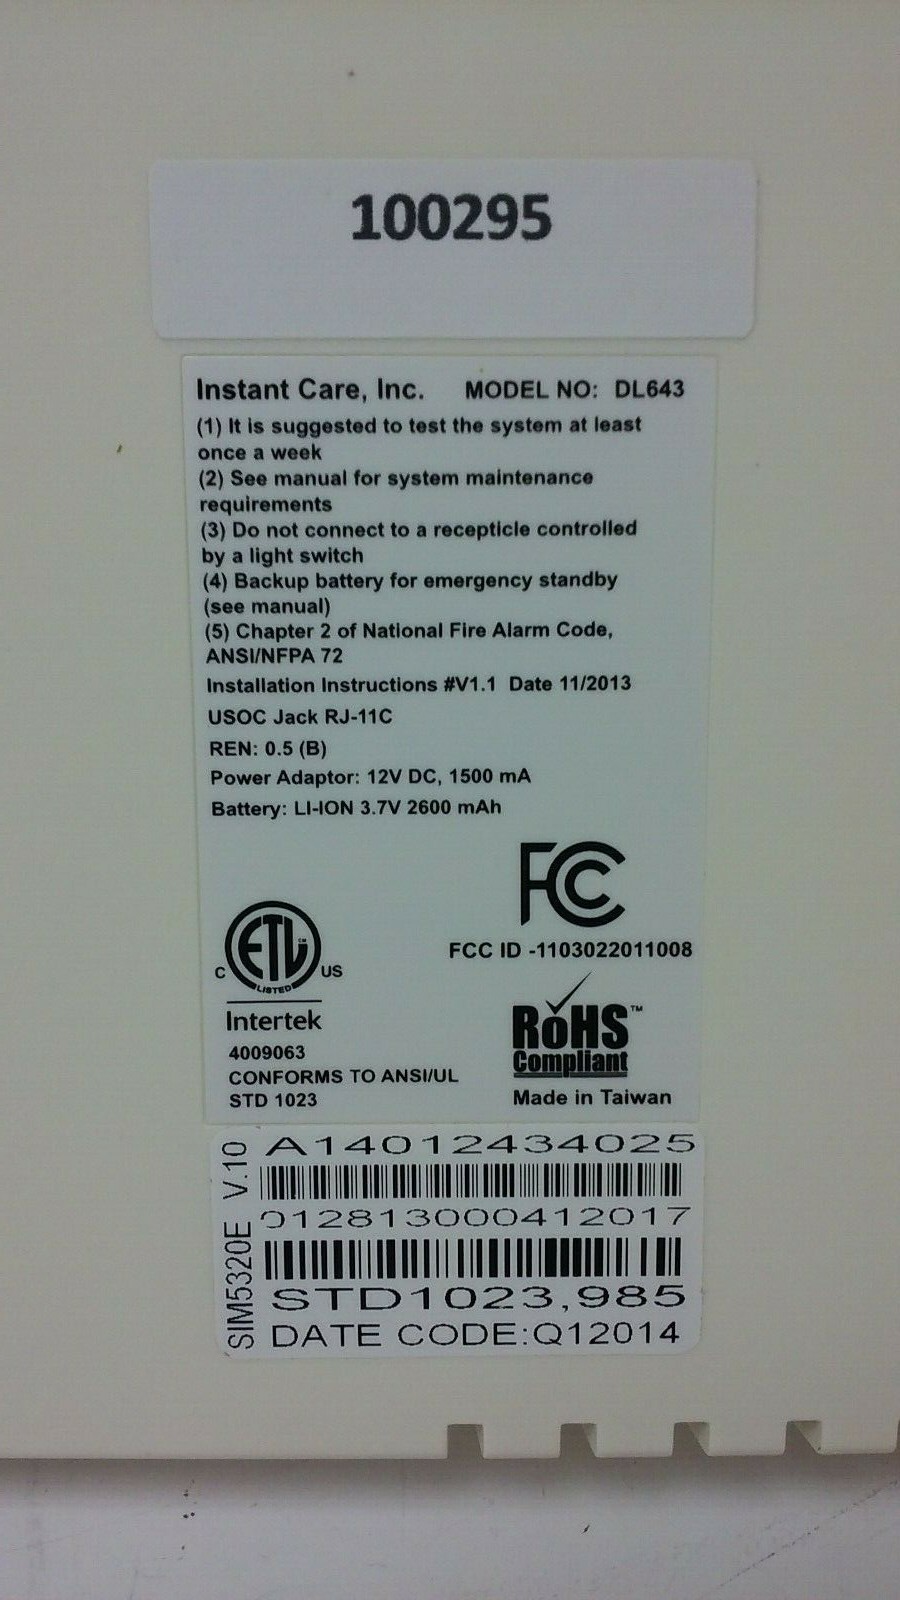 100295
Instant Care, Inc. MODEL NO: DL643
(1) It is suggested to test the system at least
once a week
(2) See manual for system maintenance
requirements
(3) Do not connect to a recepticle controlled
by a light switch
(4) Backup battery for emergency standby
(see manual)
(5) Chapter 2 of National Fire Alarm Code,
ANSI/NFPA 72
Installation Instructions #V1.1 Date 11/2013
USOC Jack RJ-11C
REN: 0.5 (B)
Power Adaptor: 12V DC, 1500 mA
Battery: LI-ION 3.7V 2600 mAh
FC
FCC ID -1103022011008
ETL
CM
C US
LISTED
Intertek
4009063
CONFORMS TO ANSI/UL
STD 1023
RoHS™
Compliant
Made in Taiwan
SIM5320E V.10
A14012434025
012813000412017
STD1023,985
DATE CODE:Q12014